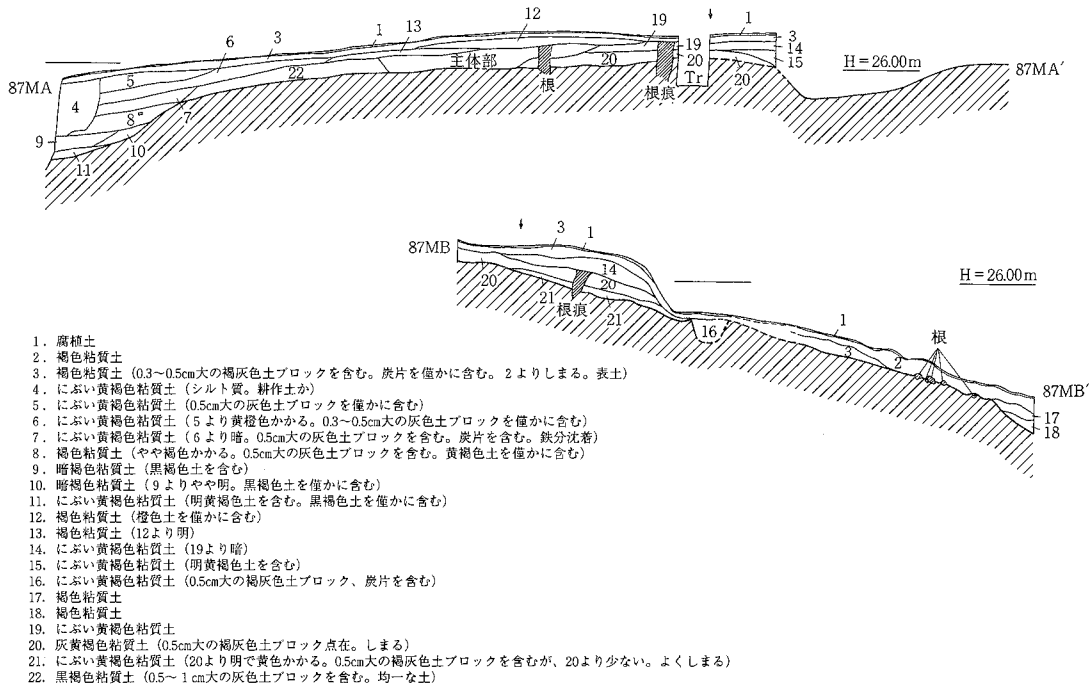 12
1
6
3
1
13
19
3
19
14
22
主体部
20
20
15
5
根
根痕
Tr
20
H=26.00m
87MA
87MA′
4
8
7
9
10
11
3
1
87MB
14
H=26.00m
20
20
21
根痕
21
16
1
根
3
2
87MB′
17
18
1. 腐植土
2. 褐色粘質土
3. 褐色粘質土(0.3~0.5cm大の褐灰色土ブロックを含む。炭片を僅かに含む。2よりしまる。表土)
4. にぶい黄褐色粘質土(シルト質。耕作土か)
5. にぶい黄褐色粘質土(0.5cm大の灰色土ブロックを僅かに含む)
6. にぶい黄褐色粘質土(5より黄橙色かかる。0.3~0.5cm大の灰色土ブロックを僅かに含む)
7. にぶい黄褐色粘質土(6より暗。0.5cm大の灰色土ブロックを含む。炭片を含む。鉄分沈着)
8. 褐色粘質土(やや褐色かかる。0.5cm大の灰色土ブロックを含む。黄褐色土を僅かに含む)
9. 暗褐色粘質土(黒褐色土を含む)
10. 暗褐色粘質土(9よりやや明。黒褐色土を僅かに含む)
11. にぶい黄褐色粘質土(明黄褐色土を含む。黒褐色土を僅かに含む)
12. 褐色粘質土(橙色土を僅かに含む)
13. 褐色粘質土(12より明)
14. にぶい黄褐色粘質土(19より暗)
15. にぶい黄褐色粘質土(明黄褐色土を含む)
16. にぶい黄褐色粘質土(0.5cm大の褐灰色土ブロック、炭片を含む)
17. 褐色粘質土
18. 褐色粘質土
19. にぶい黄褐色粘質土
20. 灰黄褐色粘質土(0.5cm大の褐灰色土ブロック点在。しまる)
21. にぶい黄褐色粘質土(20より明で黄色かかる。0.5cm大の褐灰色土ブロックを含むが、20より少ない。よくしまる)
22. 黒褐色粘質土(0.5~1cm大の灰色土ブロックを含む。均一な土)